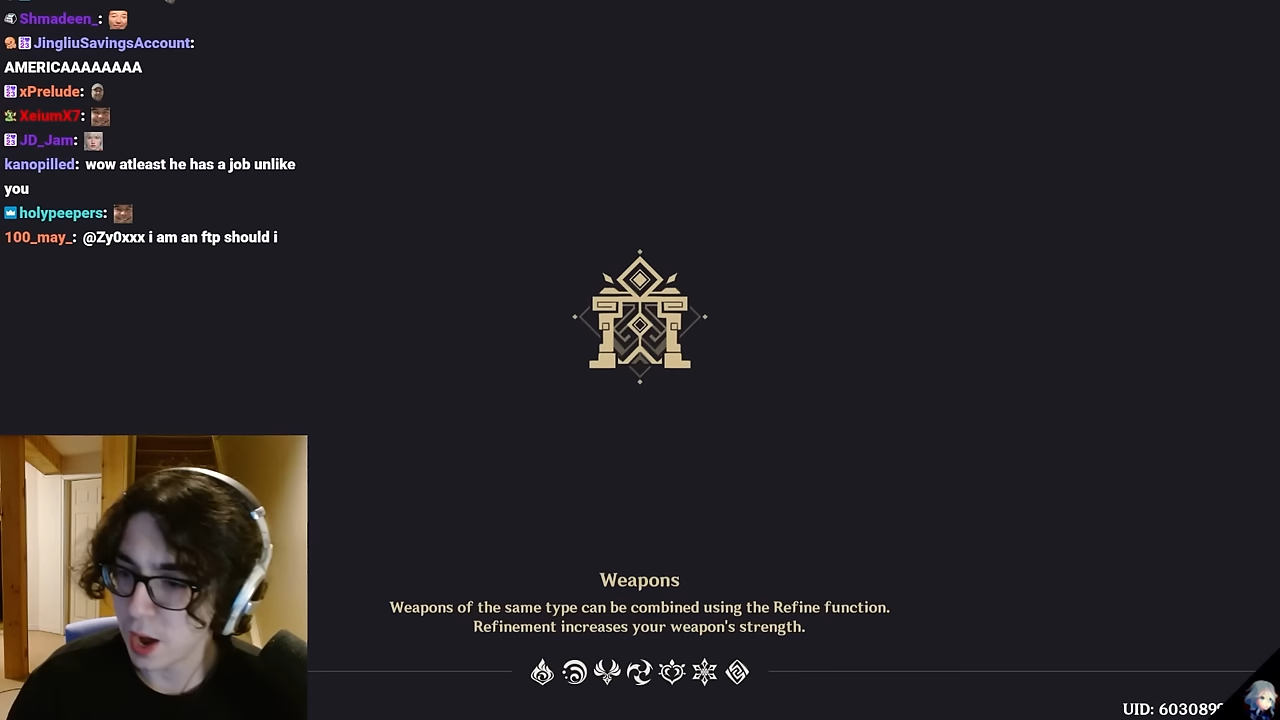 Shmadeen_:
JingliuSavingsAccount:
AMERICAAAAAAAA
xPrelude:
XeiumX7:
JD_Jam:
kanopilled: wow atleast he has a job unlike
you
holypeepers:
100_may_: @Zy0xxx i am an ftp should i
Weapons
Weapons of the same type can be combined using the Refine function.
Refinement increases your weapon's strength.
UID: